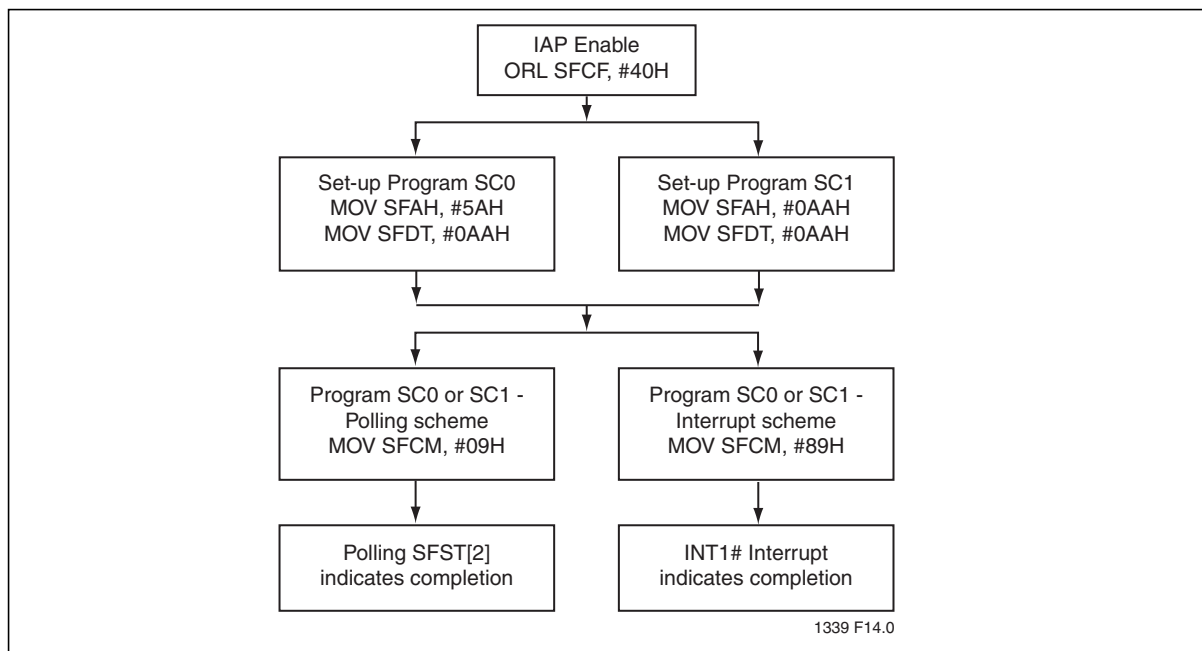 IAP Enable
ORL SFCF, #40H
Set-up Program SC0
MOV SFAH, #5AH
MOV SFDT, #0AAH
Set-up Program SC1
MOV SFAH, #0AAH
MOV SFDT, #0AAH
Program SC0 or SC1 -
Polling scheme
MOV SFCM, #09H
Program SC0 or SC1 -
Interrupt scheme
MOV SFCM, #89H
Polling SFST[2]
indicates completion
INT1# Interrupt
indicates completion
1339 F14.0